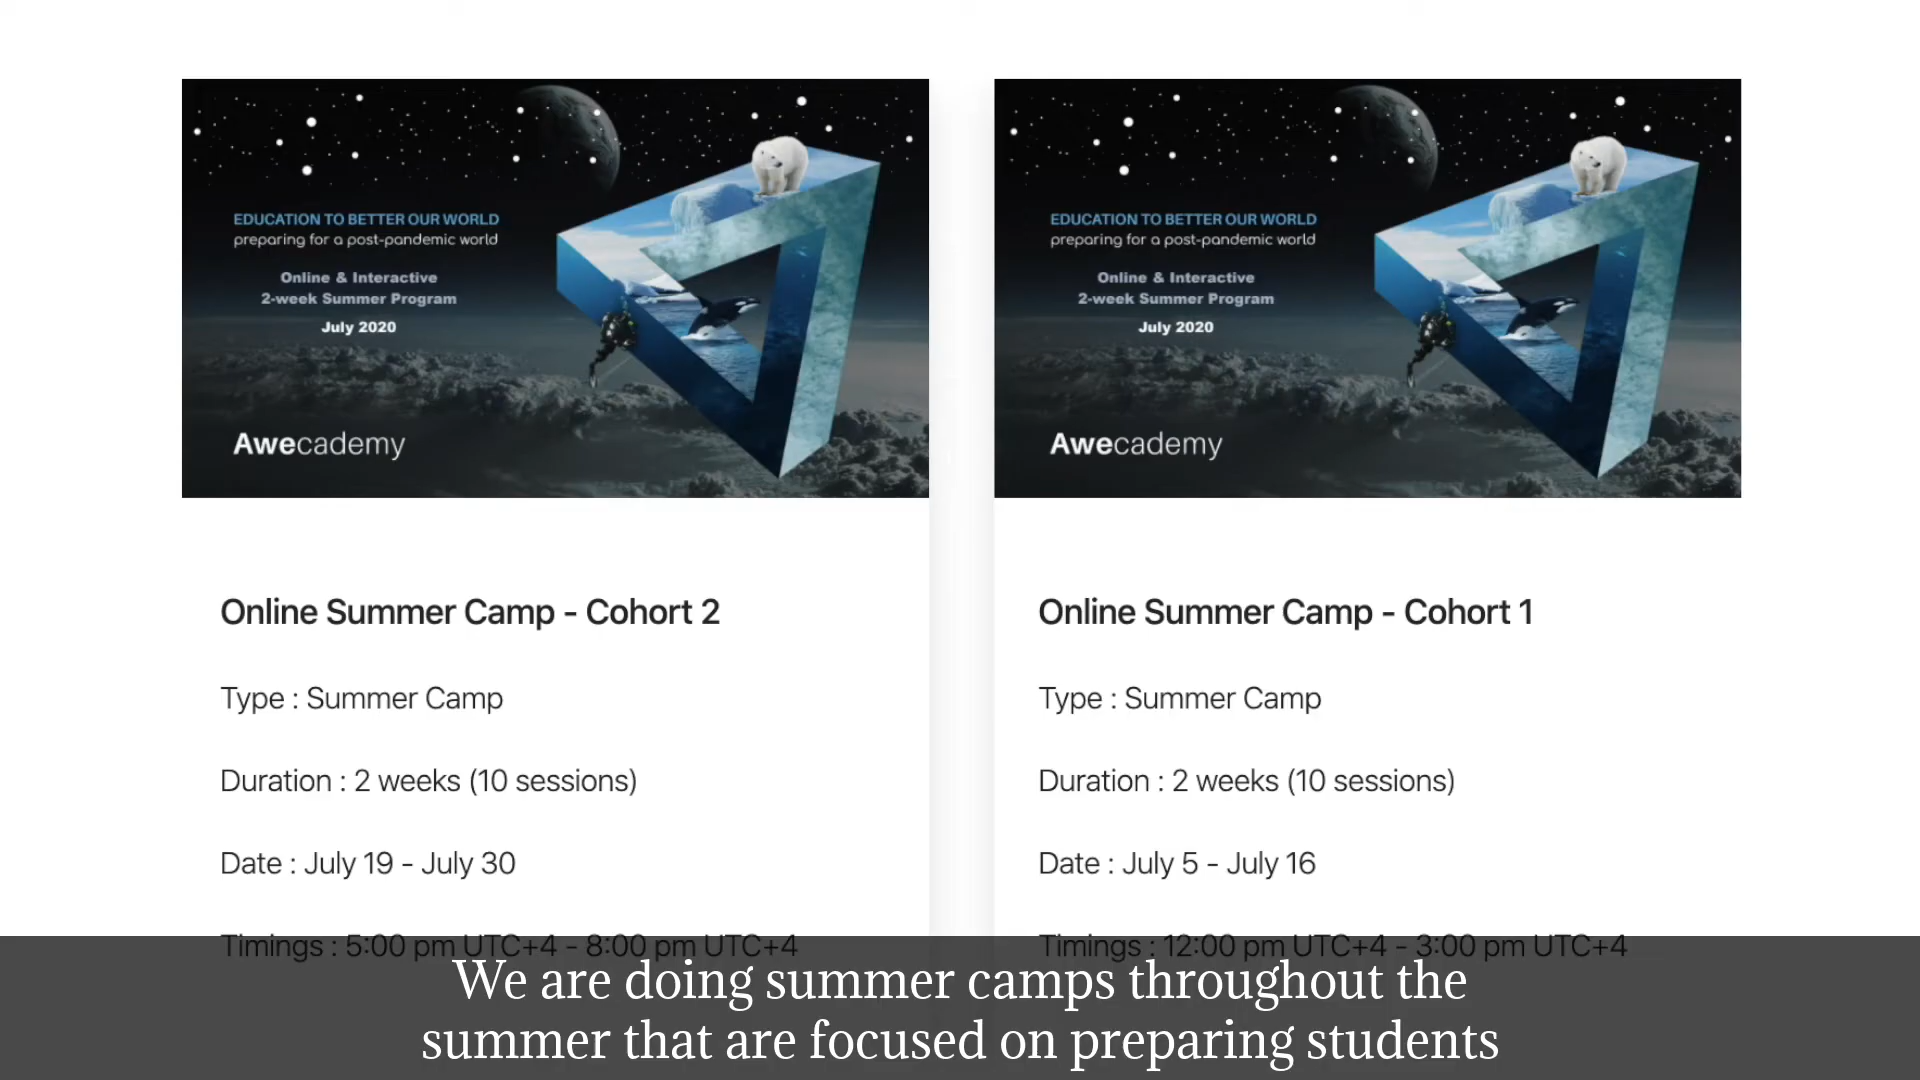 EDUCATION TO BETTER OUR WORLD
preparing for a post-pandemic world
Online & Interactive
2-week Summer Program
July 2020
Awecademy
Online Summer Camp - Cohort 2
Type : Summer Camp
Duration : 2 weeks (10 sessions)
Date : July 19 - July 30
Timings : 5:00 pm UTC+4 - 8:00 pm UTC+4
EDUCATION TO BETTER OUR WORLD
preparing for a post-pandemic world
Online & Interactive
2-week Summer Program
July 2020
Awecademy
Online Summer Camp - Cohort 1
Type : Summer Camp
Duration : 2 weeks (10 sessions)
Date : July 5 - July 16
Timings : 12:00 pm UTC+4 - 3:00 pm UTC+4
We are doing summer camps throughout the
summer that are focused on preparing students